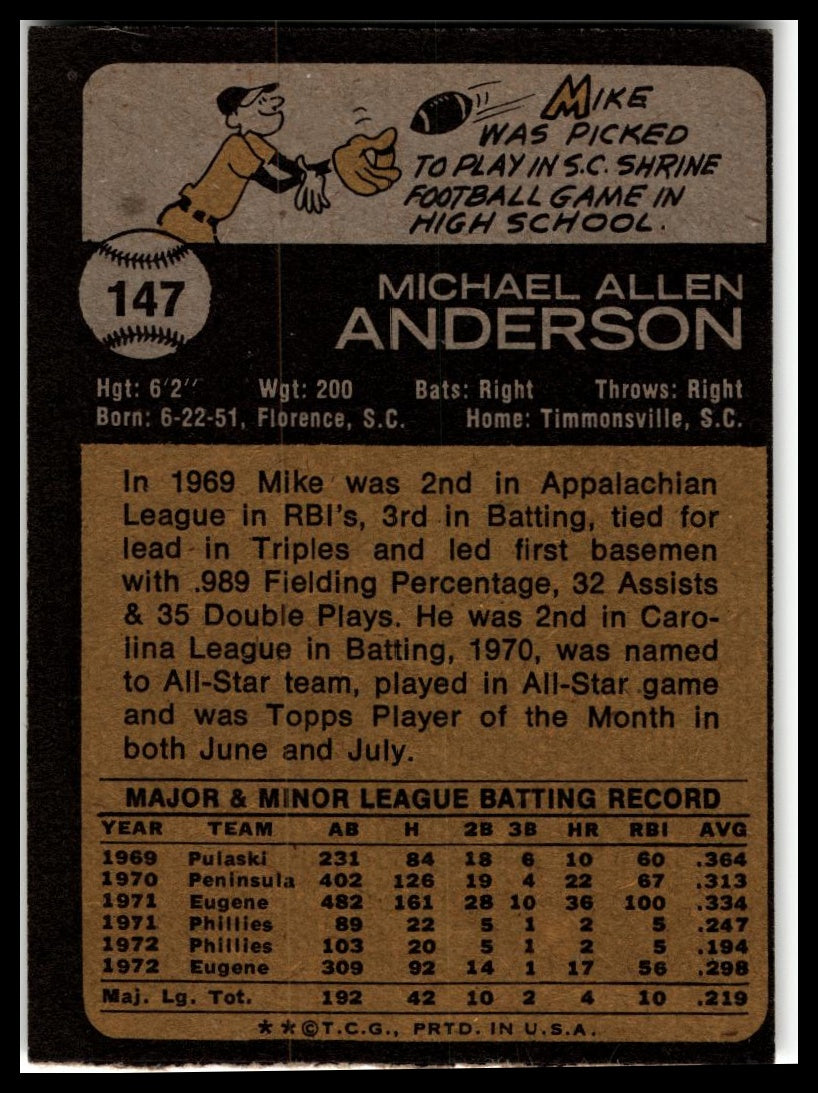 MIKE
WAS PICKED
TO PLAY IN S.C. SHRINE
FOOTBALL GAME IN
HIGH SCHOOL.
147
MICHAEL ALLEN
ANDERSON
Hgt: 6'2" Wgt: 200 Bats: Right Throws: Right
Born: 6-22-51, Florence, S.C. Home: Timmonsville, S.C.
In 1969 Mike was 2nd in Appalachian
League in RBI's, 3rd in Batting, tied for
lead in Triples and led first basemen
with .989 Fielding Percentage, 32 Assists
& 35 Double Plays. He was 2nd in Caro-
lina League in Batting, 1970, was named
to All-Star team, played in All-Star game
and was Topps Player of the Month in
both June and July.
MAJOR & MINOR LEAGUE BATTING RECORD
YEAR TEAM AB H 2B 3B HR RBI AVG
1969 Pulaski 231 84 18 6 10 60 .364
1970 Peninsula 402 126 19 4 22 67 .313
1971 Eugene 482 161 28 10 36 100 .334
1971 Phillies 89 22 5 1 2 5 .247
1972 Phillies 103 20 5 1 2 5 .194
1972 Eugene 309 92 14 1 17 56 .298
Maj. Lg. Tot. 192 42 10 2 4 10 .219
**©T.C.G., PRTD. IN U.S.A.